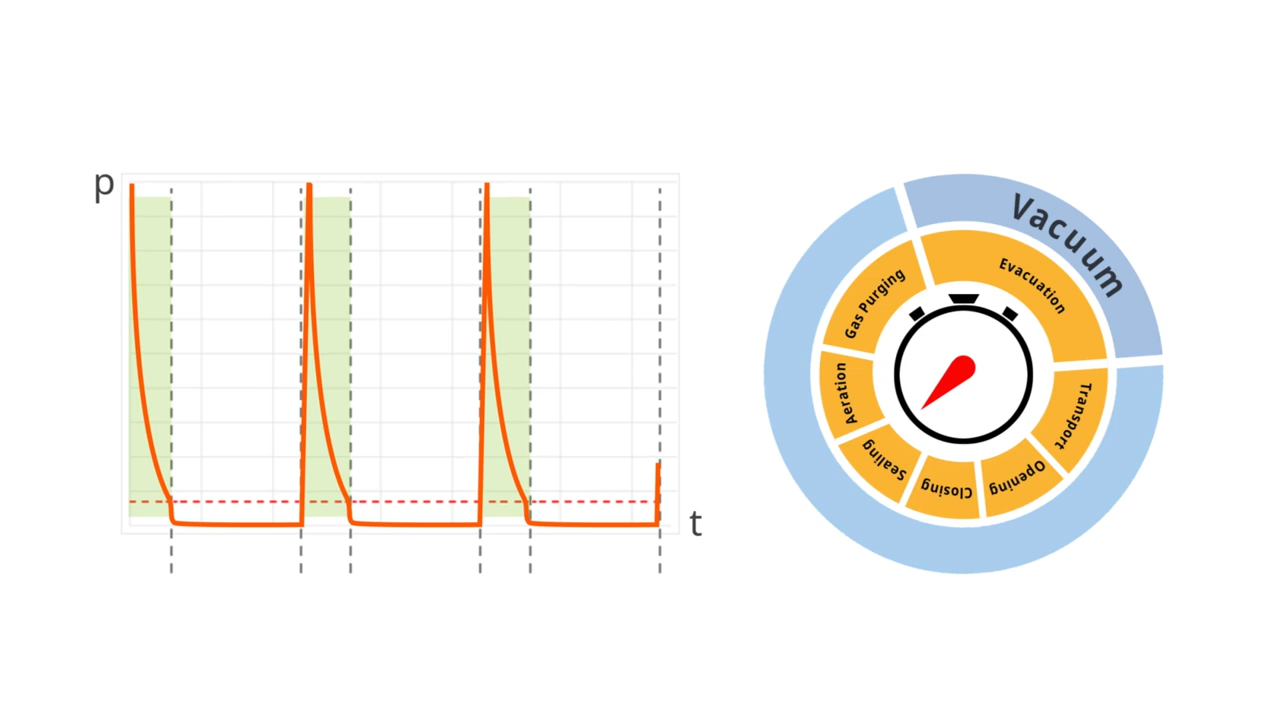 p
t
Vacuum
Evacuation
Transport
Opening
Closing
Sealing
Aeration
Gas Purging